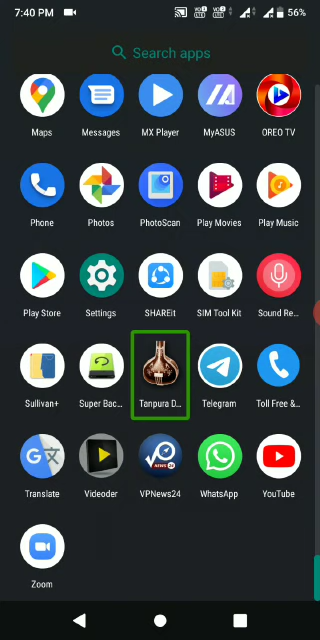 7:40 PM 56%
Search apps
Maps Messages MX Player MyASUS OREO TV
Phone Photos PhotoScan Play Movies Play Music
Play Store Settings SHAREit SIM Tool Kit Sound Re...
Sullivan+ Super Bac... Tanpura D... Telegram Toll Free &...
Translate Videoder VPNews24 WhatsApp YouTube
Zoom